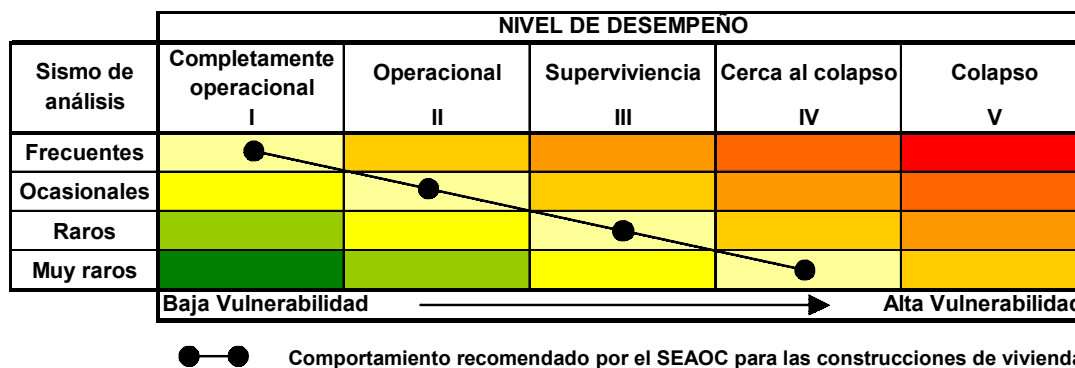 NIVEL DE DESEMPEÑO
Sismo de análisis
Completamente operacional
I
Operacional
II
Superviviencia
III
Cerca al colapso
IV
Colapso
V
Frecuentes
Ocasionales
Raros
Muy raros
Baja Vulnerabilidad Alta Vulnerabilidad
Comportamiento recomendado por el SEAOC para las construcciones de vivienda